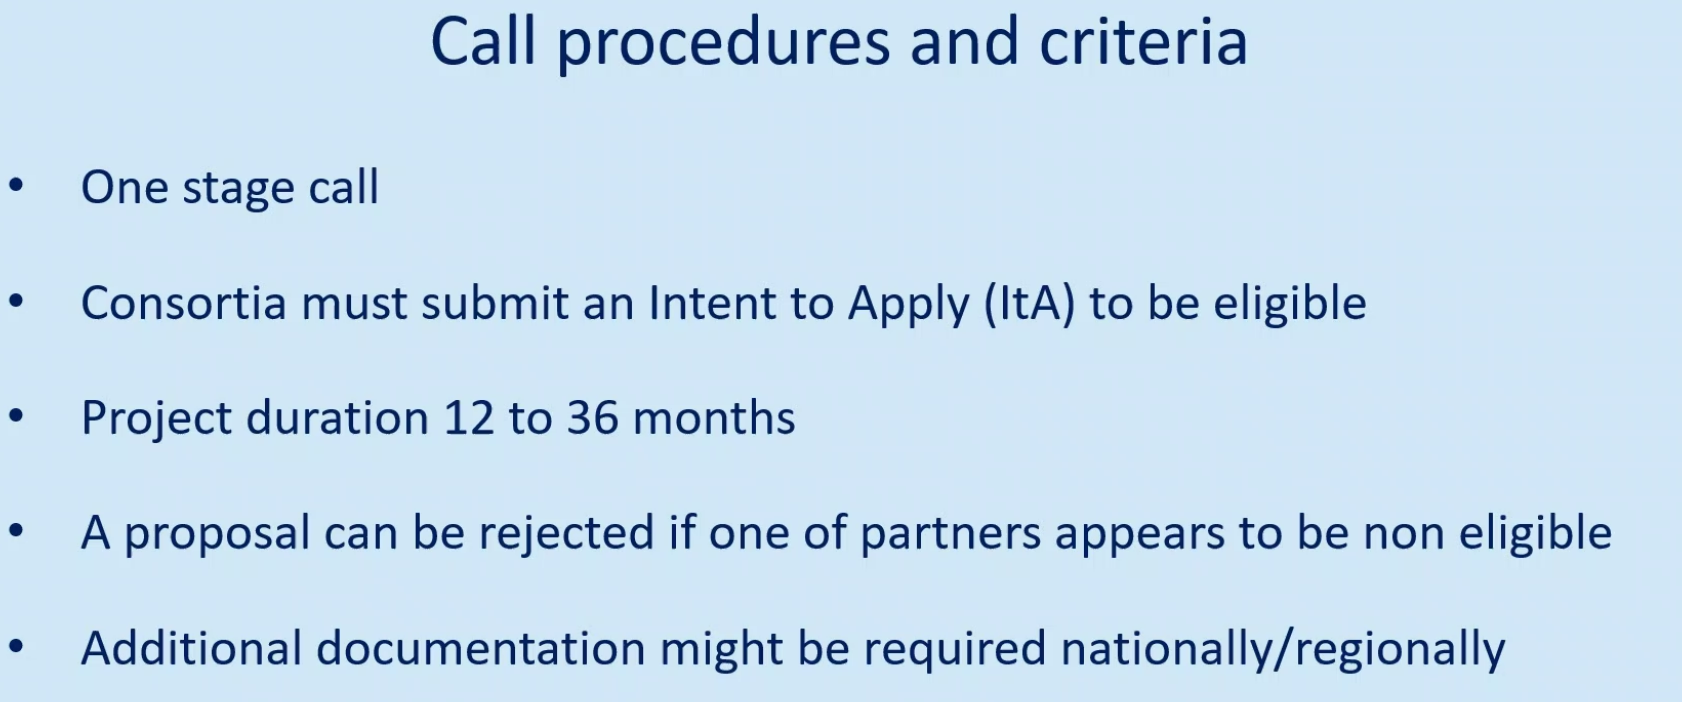 Call procedures and criteria
• One stage call
• Consortia must submit an Intent to Apply (ItA) to be eligible
• Project duration 12 to 36 months
• A proposal can be rejected if one of partners appears to be non eligible
• Additional documentation might be required nationally/regionally